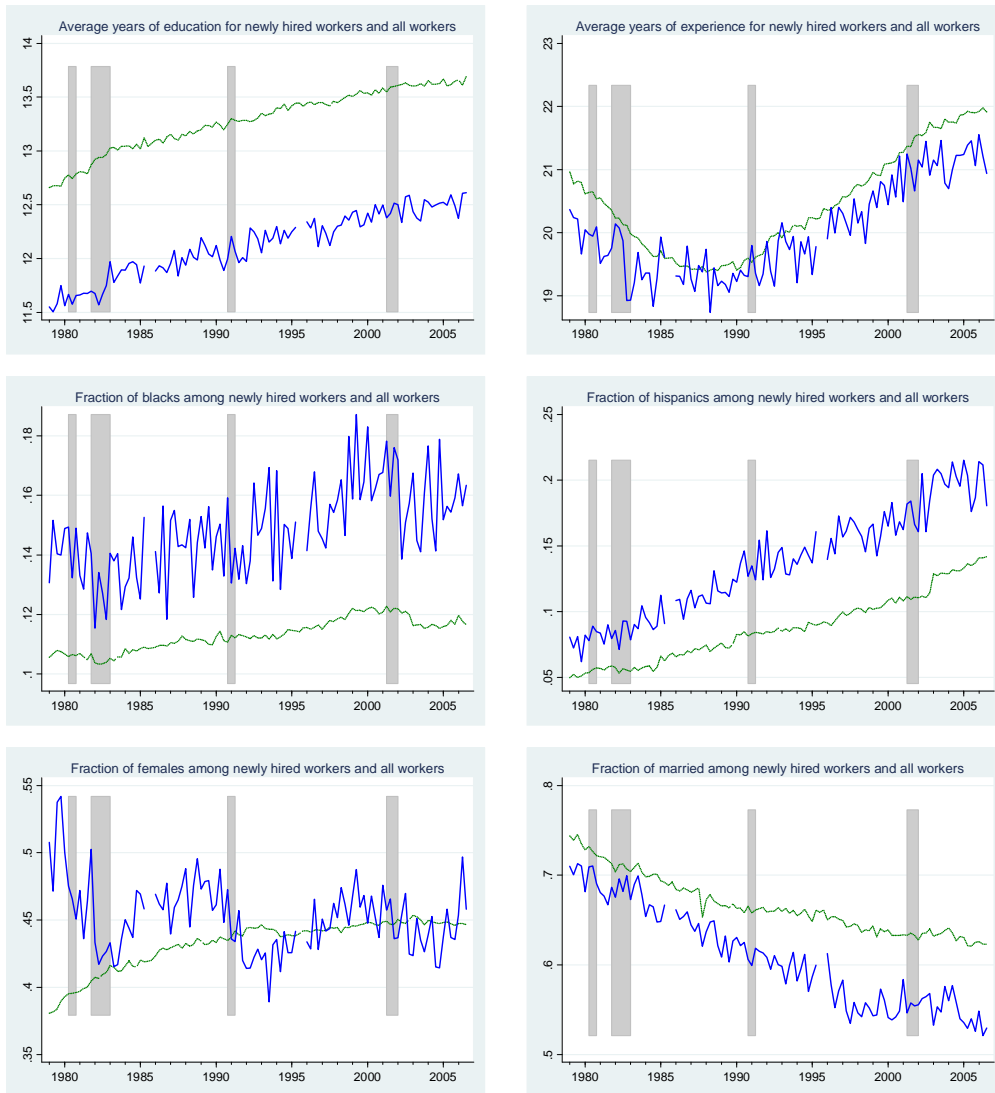 Average years of education for newly hired workers and all workers
14
13.5
13
12.5
12
11.5
1980 1985 1990 1995 2000 2005
Average years of experience for newly hired workers and all workers
23
22
21
20
19
1980 1985 1990 1995 2000 2005
Fraction of blacks among newly hired workers and all workers
.18
.16
.14
.12
.1
1980 1985 1990 1995 2000 2005
Fraction of hispanics among newly hired workers and all workers
.25
.2
.15
.1
.05
1980 1985 1990 1995 2000 2005
Fraction of females among newly hired workers and all workers
.55
.5
.45
.4
.35
1980 1985 1990 1995 2000 2005
Fraction of married among newly hired workers and all workers
.8
.7
.6
.5
1980 1985 1990 1995 2000 2005